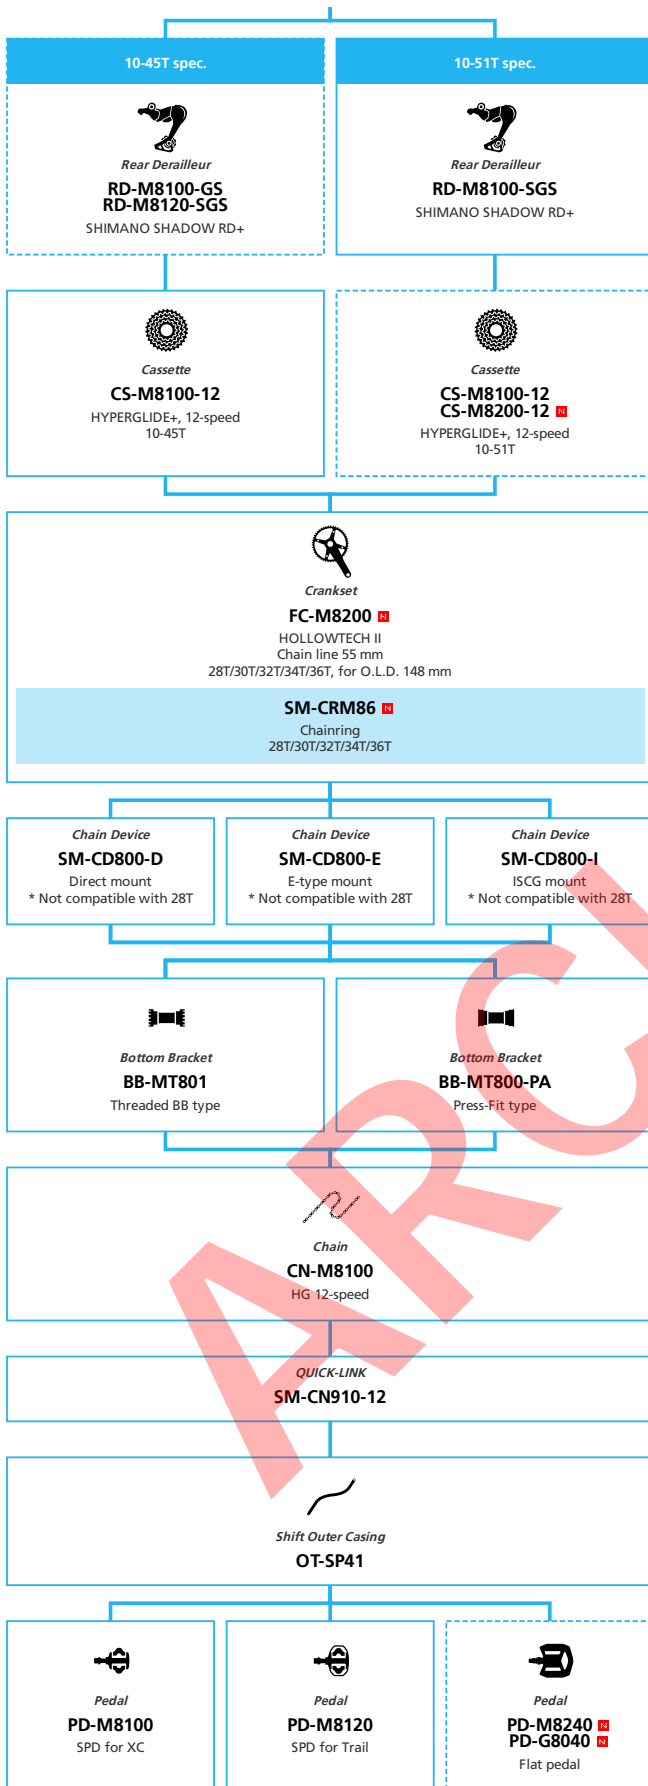 10-45T spec.
10-51T spec.
Rear Derailleur
RD-M8100-GS
RD-M8120-SGS
SHIMANO SHADOW RD+
Rear Derailleur
RD-M8100-SGS
SHIMANO SHADOW RD+
Cassette
CS-M8100-12
HYPERGLIDE+, 12-speed
10-45T
Cassette
CS-M8100-12
CS-M8200-12 N
HYPERGLIDE+, 12-speed
10-51T
Crankset
FC-M8200 N
HOLLOWTECH II
Chain line 55 mm
28T/30T/32T/34T/36T, for O.L.D. 148 mm
SM-CRM86 N
Chainring
28T/30T/32T/34T/36T
Chain Device
SM-CD800-D
Direct mount
* Not compatible with 28T
Chain Device
SM-CD800-E
E-type mount
* Not compatible with 28T
Chain Device
SM-CD800-I
ISCG mount
* Not compatible with 28T
Bottom Bracket
BB-MT801
Threaded BB type
Bottom Bracket
BB-MT800-PA
Press-Fit type
Chain
CN-M8100
HG 12-speed
QUICK-LINK
SM-CN910-12
Shift Outer Casing
OT-SP41
Pedal
PD-M8100
SPD for XC
Pedal
PD-M8120
SPD for Trail
Pedal
PD-M8240 N
PD-G8040 N
Flat pedal
ARC